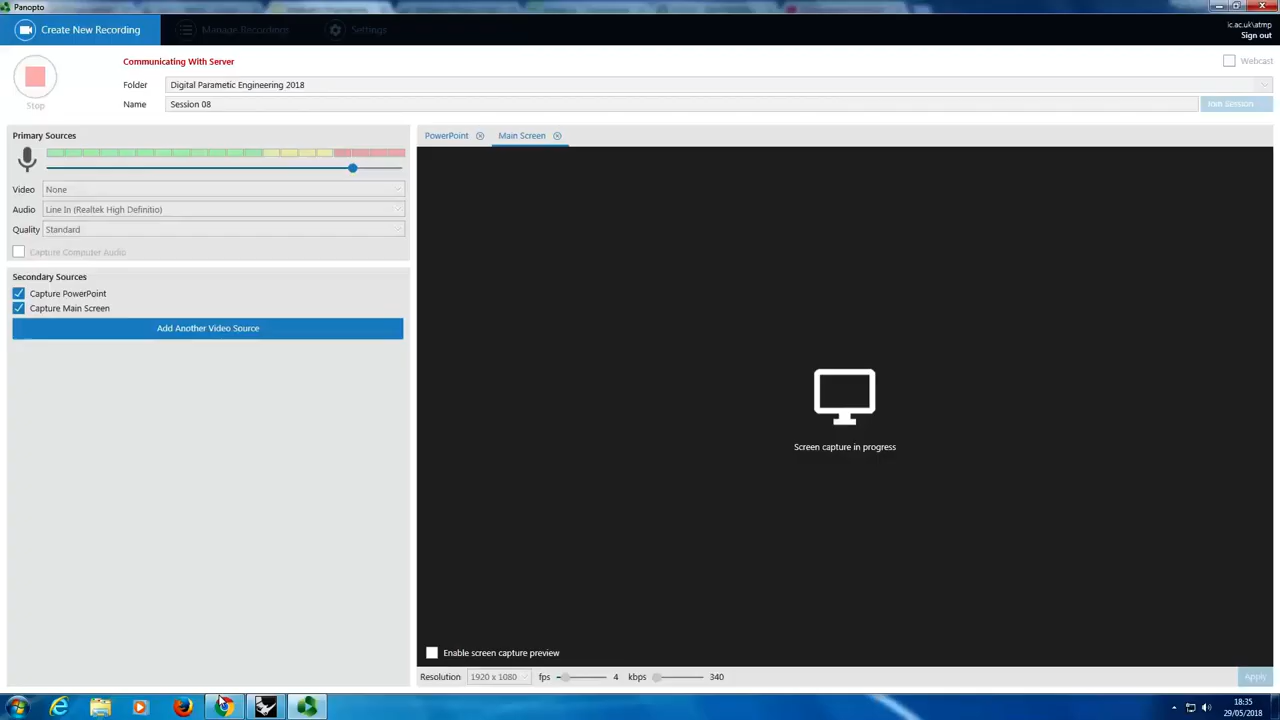 Panopto
Create New Recording
Manage Recordings
Settings
ic.ac.uk\atmp
Sign out
Communicating With Server
Webcast
Stop
Folder
Digital Parametic Engineering 2018
Name
Session 08
Join Session
Primary Sources
PowerPoint
Main Screen
Video
None
Audio
Line In (Realtek High Definitio)
Quality
Standard
Capture Computer Audio
Secondary Sources
Capture PowerPoint
Capture Main Screen
Add Another Video Source
Screen capture in progress
Enable screen capture preview
Resolution
1920 x 1080
fps
4
kbps
340
Apply
18:35
29/05/2018